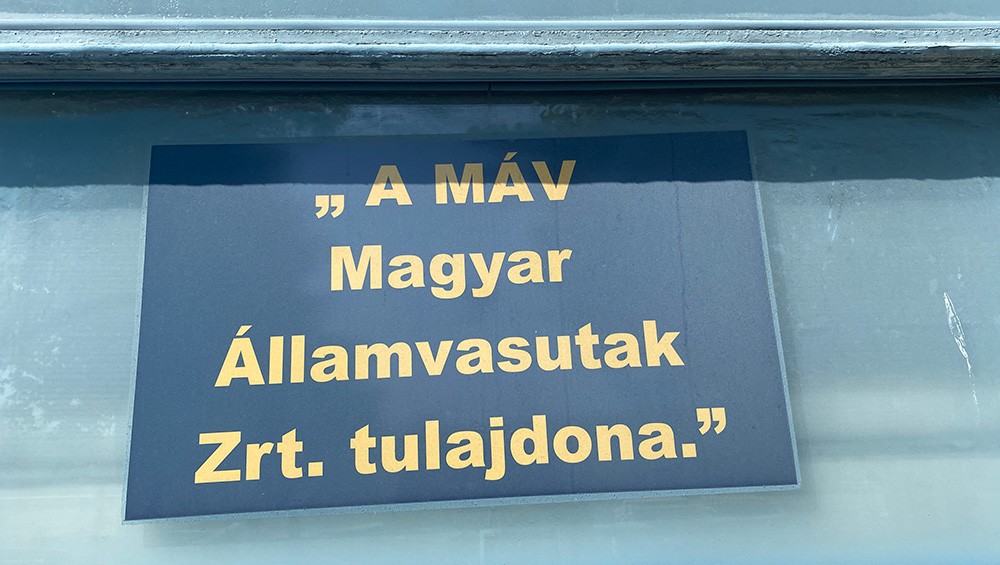 „ A MÁV
Magyar
Államvasutak
Zrt. tulajdona.”